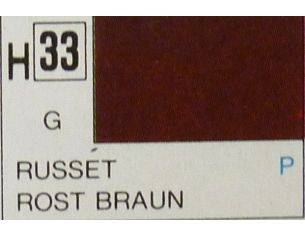 H 33
G
RUSSET P
ROST BRAUN